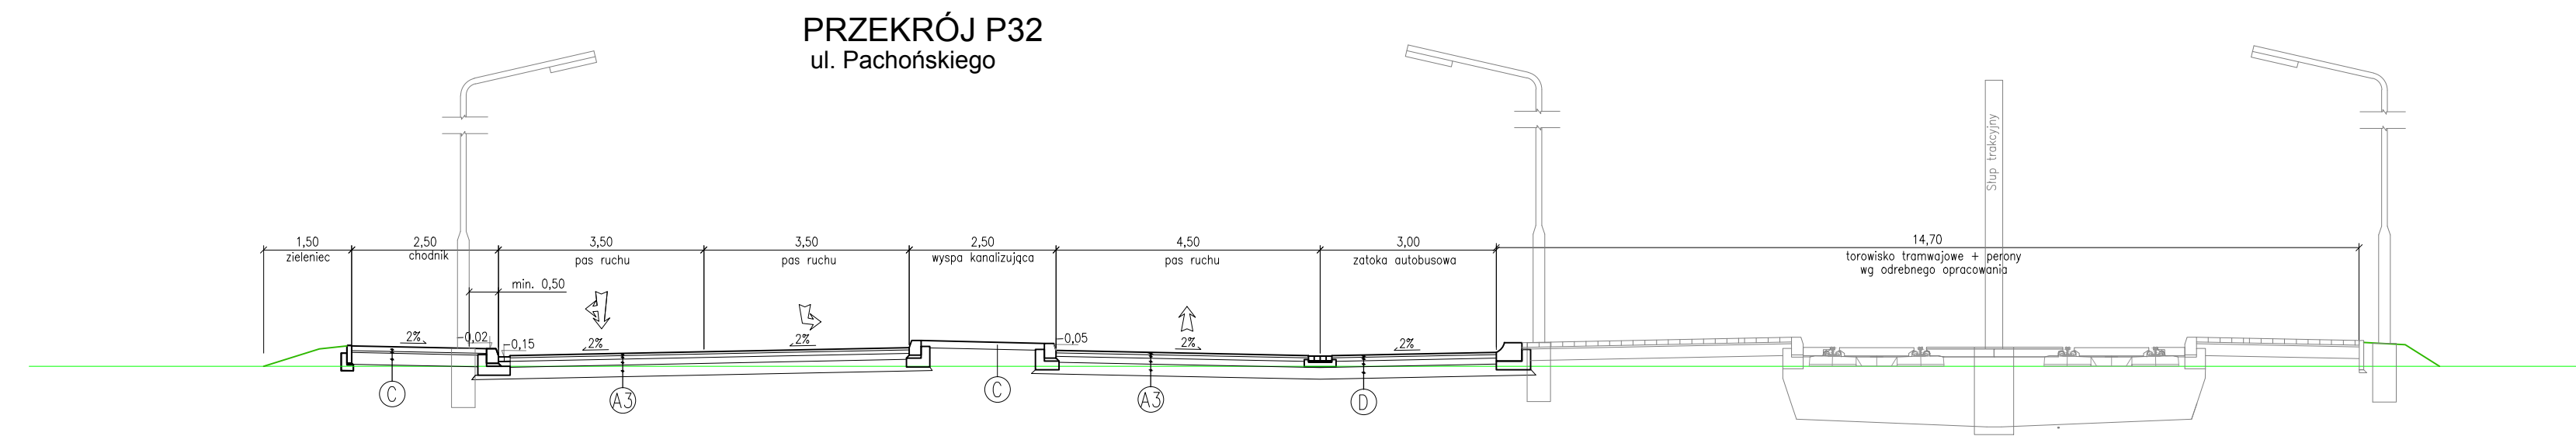 PRZEKRÓJ P32
ul. Pachońskiego
Słup trakcyjny
1,50
zieleniec
2,50
chodnik
3,50
pas ruchu
3,50
pas ruchu
2,50
wyspa kanalizująca
4,50
pas ruchu
3,00
zatoka autobusowa
14,70
torowisko tramwajowe + perony
wg odrebnego opracowania
min. 0,50
2%
-0,02
-0,15
2%
2%
-0,05
2%
2%
C
A3
C
A3
D